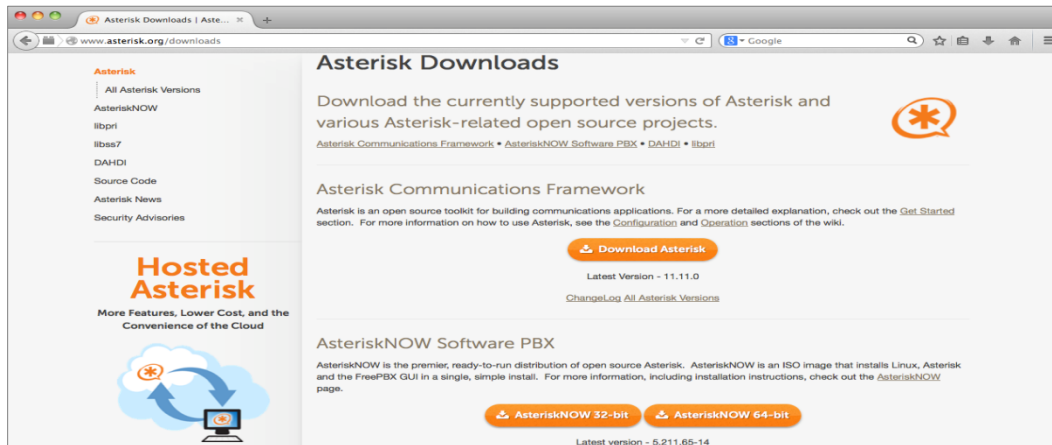 Asterisk Downloads | Aste...
www.asterisk.org/downloads
Google
Asterisk
All Asterisk Versions
AsteriskNOW
libpri
libss7
DAHDI
Source Code
Asterisk News
Security Advisories
Hosted
Asterisk
More Features, Lower Cost, and the
Convenience of the Cloud
Asterisk Downloads
Download the currently supported versions of Asterisk and
various Asterisk-related open source projects.
Asterisk Communications Framework • AsteriskNOW Software PBX • DAHDI • libpri
Asterisk Communications Framework
Asterisk is an open source toolkit for building communications applications. For a more detailed explanation, check out the Get Started
section. For more information on how to use Asterisk, see the Configuration and Operation sections of the wiki.
Download Asterisk
Latest Version - 11.11.0
ChangeLog All Asterisk Versions
AsteriskNOW Software PBX
AsteriskNOW is the premier, ready-to-run distribution of open source Asterisk. AsteriskNOW is an ISO image that installs Linux, Asterisk
and the FreePBX GUI in a single, simple install. For more information, including installation instructions, check out the AsteriskNOW
page.
AsteriskNOW 32-bit AsteriskNOW 64-bit
Latest version - 5.211.65-14